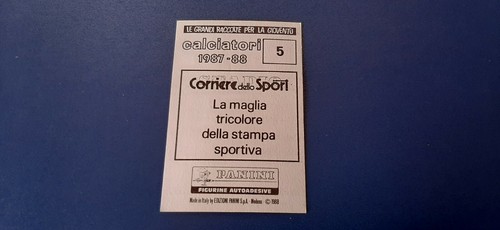 LE GRANDI RACCOLTE PER LA GIOVENTÙ
calciatori
1987-88
5
Corriere dello Sport
La maglia
tricolore
della stampa
sportiva
PANINI
FIGURINE AUTOADESIVE
Made in Italy by EDIZIONI PANINI S.p.A. - Modena - © 1988